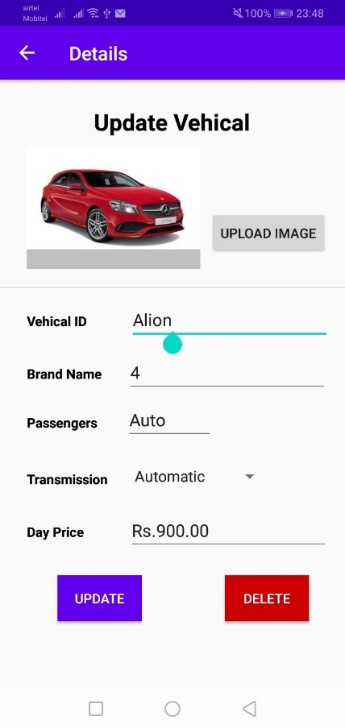 airtel
Mobitel
100% 23:48
Details
Update Vehical
UPLOAD IMAGE
Vehical ID Alion
Brand Name 4
Passengers Auto
Transmission Automatic
Day Price Rs.900.00
UPDATE DELETE